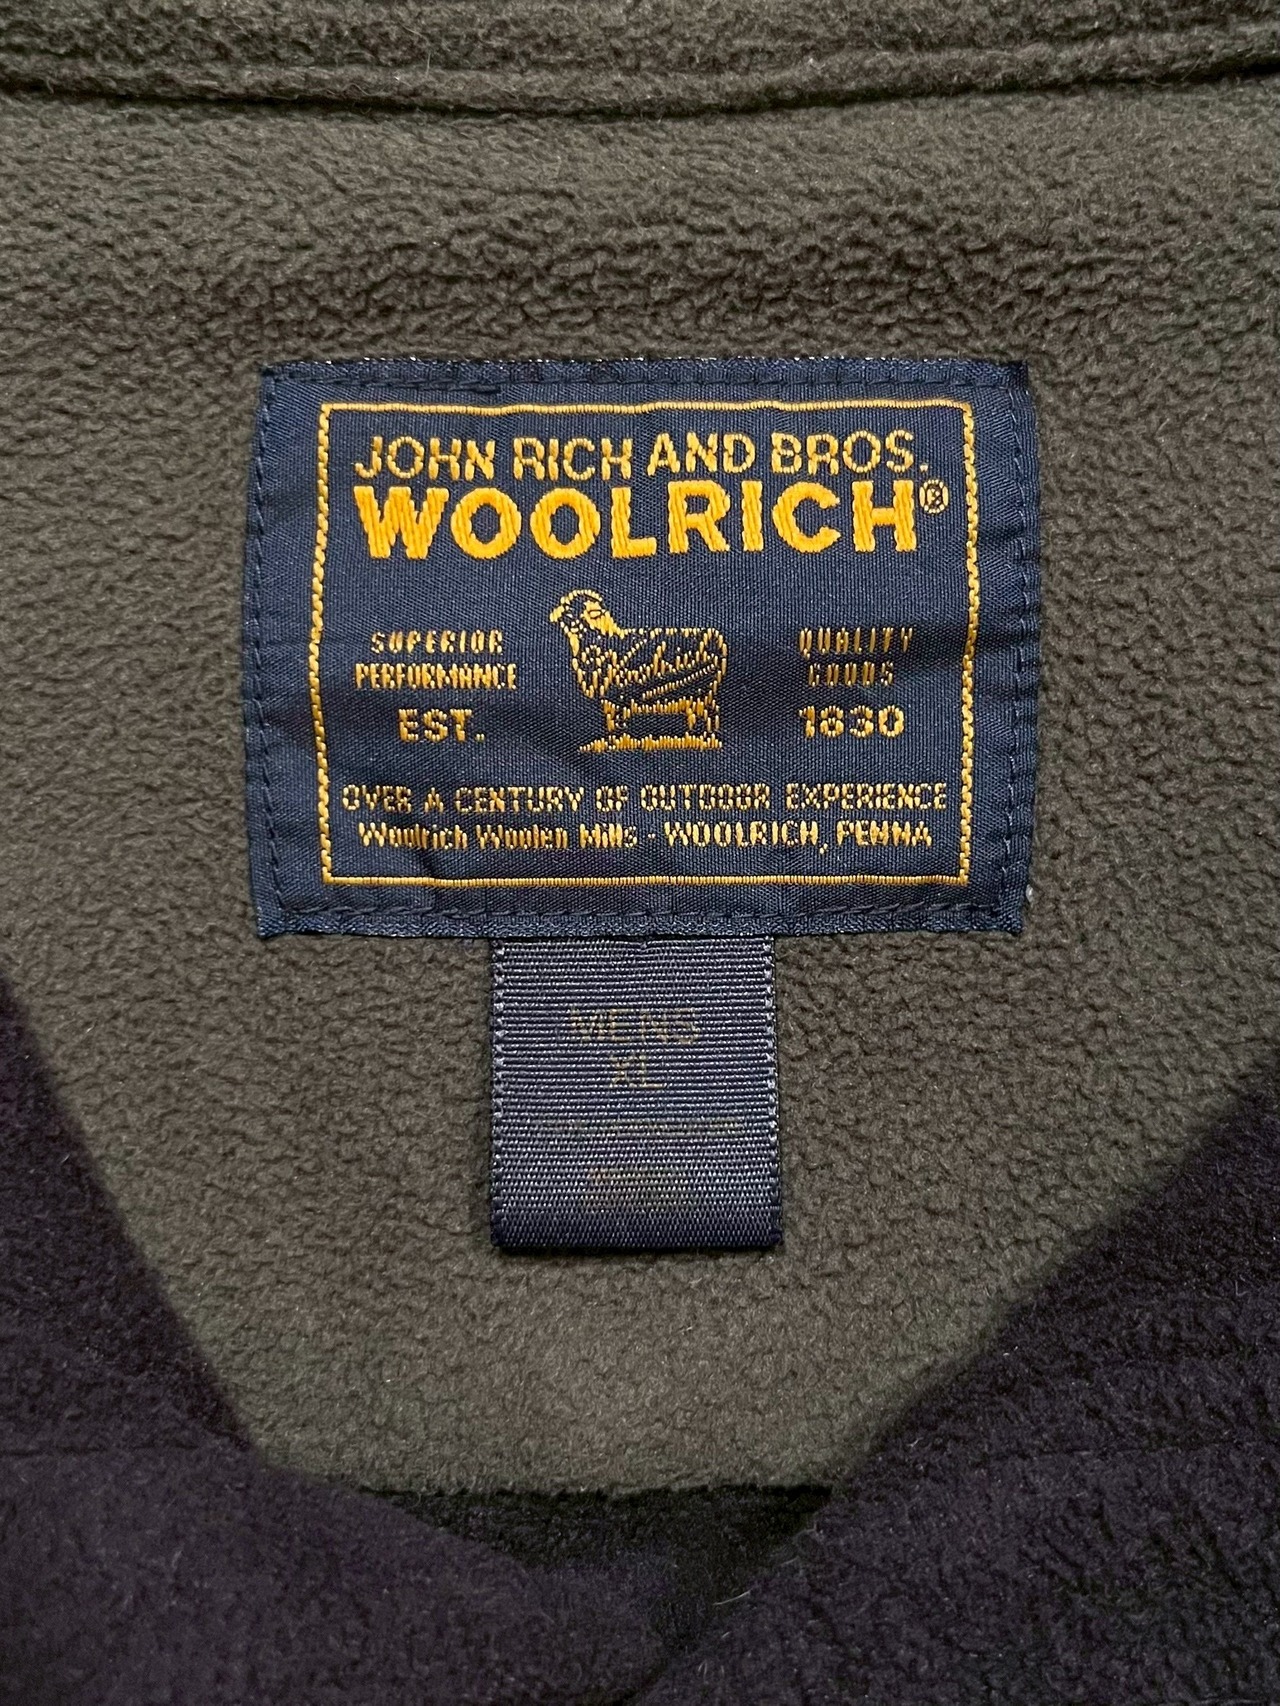 JOHN RICH AND BROS.
WOOLRICH®
SUPERIOR
PERFORMANCE
EST.
Woolrich
QUALITY
GOODS
1830
OVER A CENTURY OF OUTDOOR EXPERIENCE
Woolrich Woolen Mills - WOOLRICH, PENNA
MENS
XL